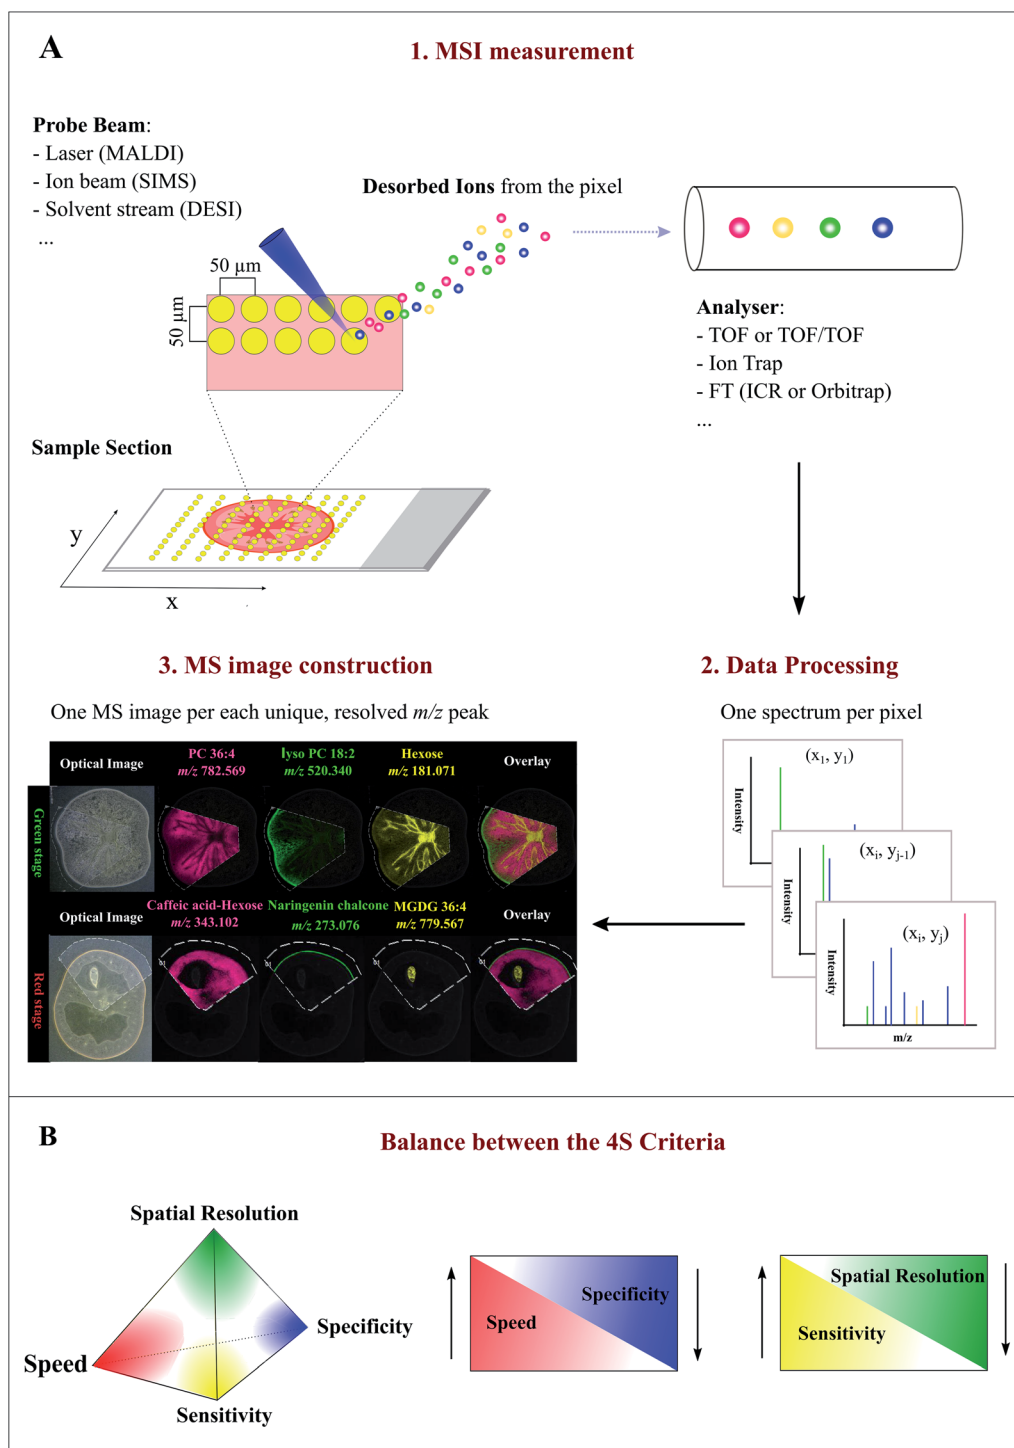 A
1. MSI measurement
Probe Beam:
- Laser (MALDI)
- Ion beam (SIMS)
- Solvent stream (DESI)
...
Desorbed Ions from the pixel
50 µm
50 µm
Analyser:
- TOF or TOF/TOF
- Ion Trap
- FT (ICR or Orbitrap)
...
Sample Section
y
x
3. MS image construction
One MS image per each unique, resolved m/z peak
Optical Image
PC 36:4
m/z 782.569
lyso PC 18:2
m/z 520.340
Hexose
m/z 181.071
Overlay
Green stage
Optical Image
Caffeic acid-Hexose
m/z 343.102
Naringenin chalcone
m/z 273.076
MGDG 36:4
m/z 779.567
Overlay
Red stage
2. Data Processing
One spectrum per pixel
(x1, y1)
Intensity
(xi, yj-1)
Intensity
(xi, yj)
Intensity
m/z
B
Balance between the 4S Criteria
Spatial Resolution
Specificity
Speed
Sensitivity
Specificity
Speed
Spatial Resolution
Sensitivity